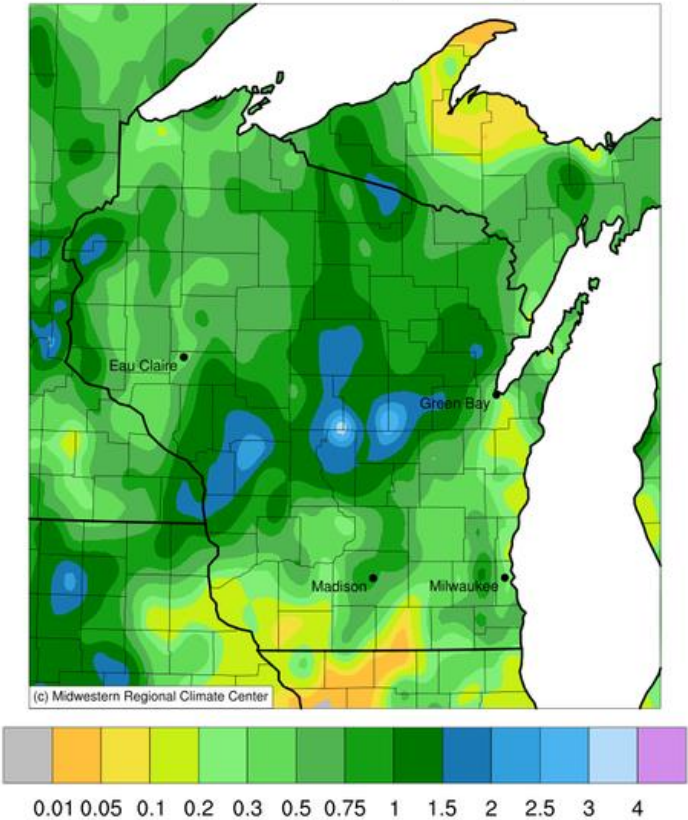 Eau Claire
Green Bay
Madison
Milwaukee
(c) Midwestern Regional Climate Center
0.01 0.05 0.1 0.2 0.3 0.5 0.75 1 1.5 2 2.5 3 4